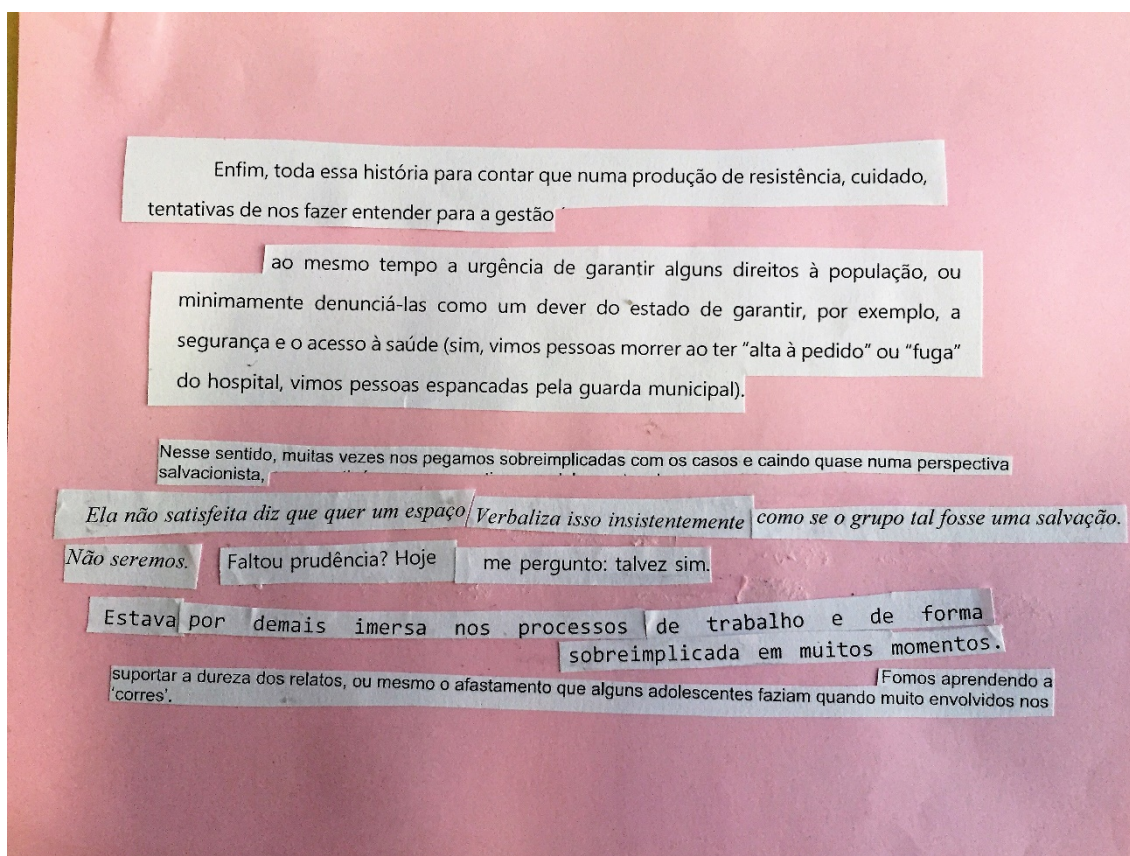 Enfim, toda essa história para contar que numa produção de resistência, cuidado,
tentativas de nos fazer entender para a gestão
ao mesmo tempo a urgência de garantir alguns direitos à população, ou
minimamente denunciá-las como um dever do estado de garantir, por exemplo, a
segurança e o acesso à saúde (sim, vimos pessoas morrer ao ter “alta à pedido” ou “fuga”
do hospital, vimos pessoas espancadas pela guarda municipal).
Nesse sentido, muitas vezes nos pegamos sobreimplicadas com os casos e caindo quase numa perspectiva
salvacionista,
Ela não satisfeita diz que quer um espaço Verbaliza isso insistentemente como se o grupo tal fosse uma salvação.
Não seremos. Faltou prudência? Hoje me pergunto: talvez sim.
Estava por demais imersa nos processos de trabalho e de forma
sobreimplicada em muitos momentos.
Fomos aprendendo a
suportar a dureza dos relatos, ou mesmo o afastamento que alguns adolescentes faziam quando muito envolvidos nos
‘corres’.